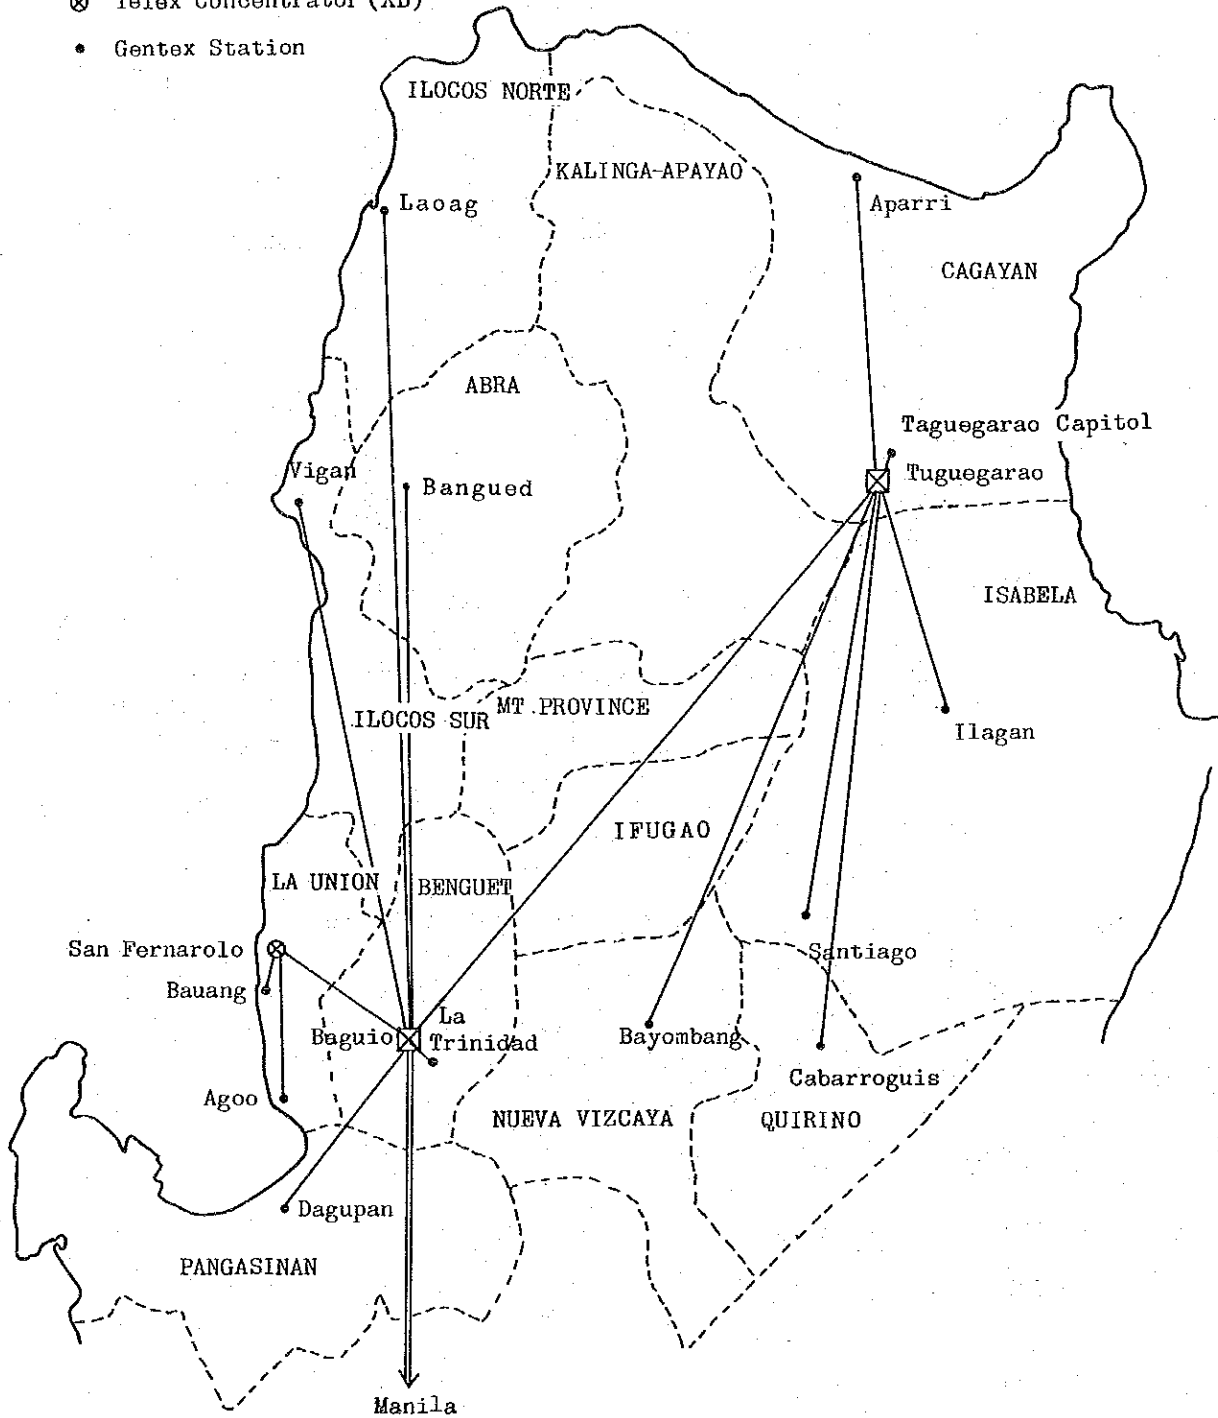 Telex Concentrator (XB)
Gentex Station
ILOCOS NORTE
KALINGA-APAYAO
Laoag
Aparri
CAGAYAN
ABRA
Taguegarao Capitol
Vigan
Bangued
Tuguegarao
ISABELA
ILOCOS SUR
MT.PROVINCE
Ilagan
IFUGAO
LA UNION
BENGUET
San Fernarolo
Santiago
Bauang
La
Baguio
Trinidad
Bayombang
Cabarroguis
Agoo
NUEVA VIZCAYA
QUIRINO
Dagupan
PANGASINAN
Manila